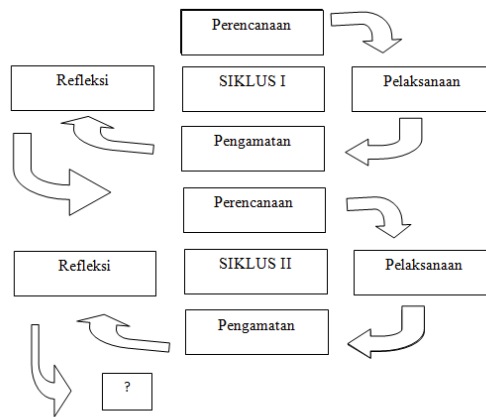 Perencanaan
Refleksi
SIKLUS I
Pelaksanaan
Pengamatan
Perencanaan
Refleksi
SIKLUS II
Pelaksanaan
Pengamatan
?